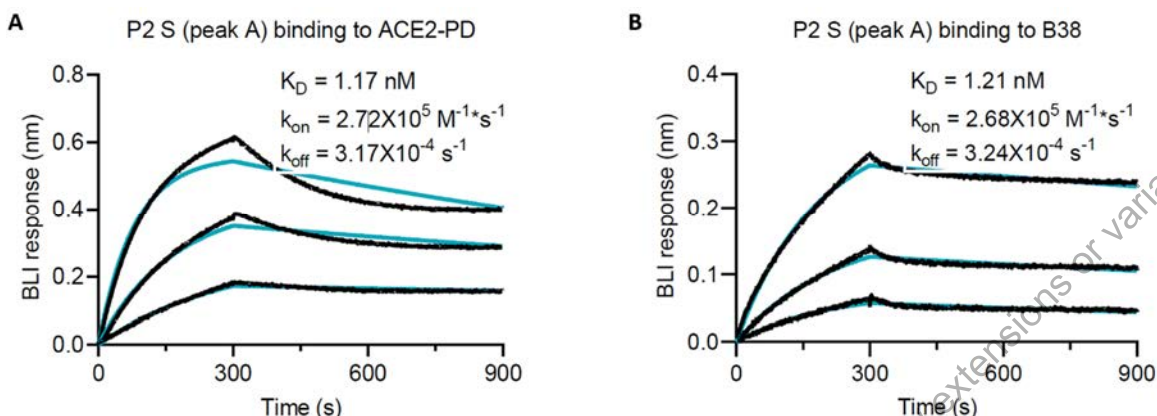 A
P2 S (peak A) binding to ACE2-PD
K_D = 1.17 nM
k_on = 2.72X10^5 M^-1*s^-1
k_off = 3.17X10^-4 s^-1
BLI response (nm)
0.8
0.6
0.4
0.2
0.0
0 300 600 900
Time (s)
B
P2 S (peak A) binding to B38
K_D = 1.21 nM
k_on = 2.68X10^5 M^-1*s^-1
k_off = 3.24X10^-4 s^-1
BLI response (nm)
0.4
0.3
0.2
0.1
0.0
0 300 600 900
Time (s)
extensions or varia